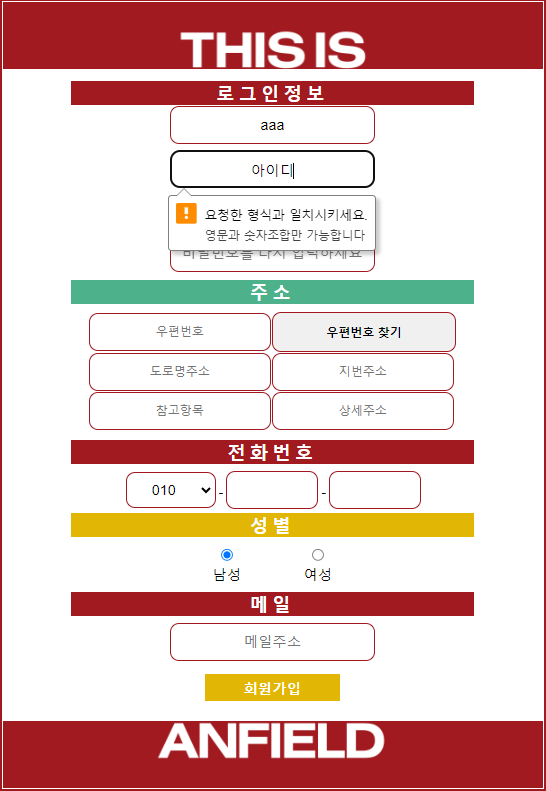 THIS IS
로그인정보
aaa
아이디
요청한 형식과 일치시키세요.
영문과 숫자조합만 가능합니다
비밀번호를 다시 입력하세요
주소
우편번호 우편번호 찾기
도로명주소 지번주소
참고항목 상세주소
전화번호
010 - -
성별
남성 여성
메일
메일주소
회원가입
ANFIELD